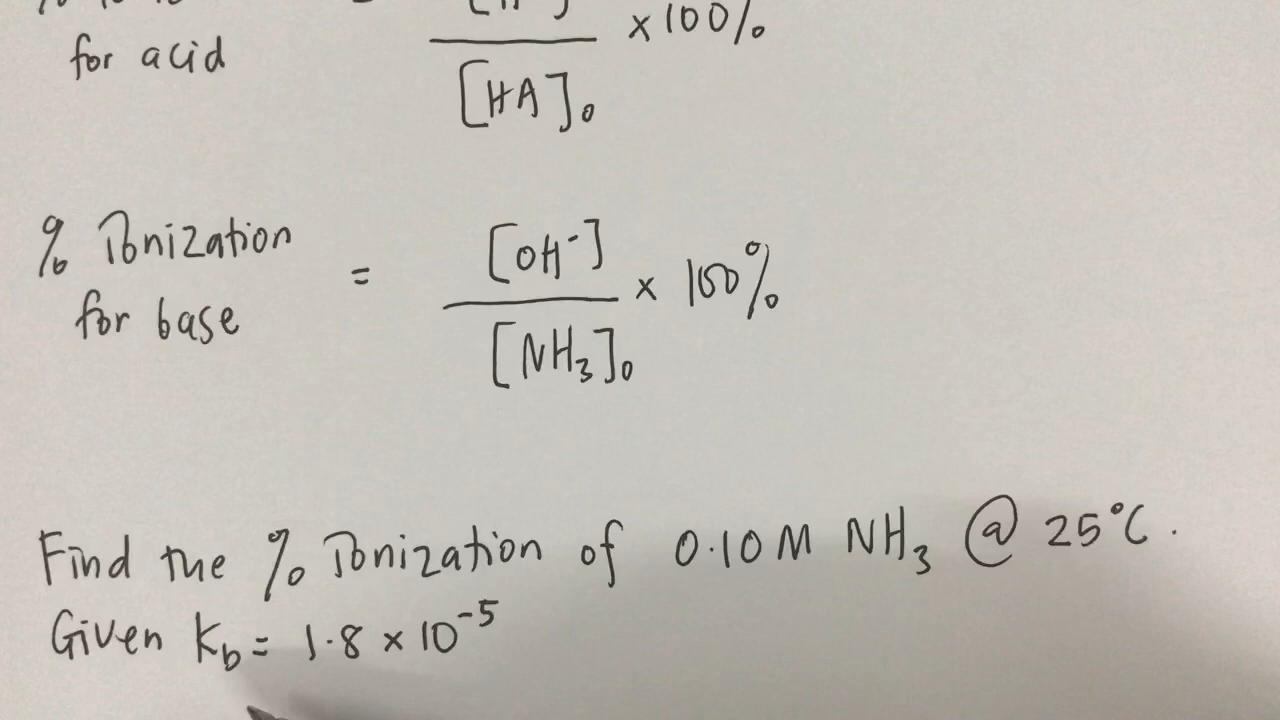 for acid
[HA]₀
x 100%
% Ionization
for base
=
[OH⁻]
[NH₃]₀
x 100%
Find the % Ionization of 0.10 M NH₃ @ 25°C.
Given Kb = 1.8 x 10⁻⁵